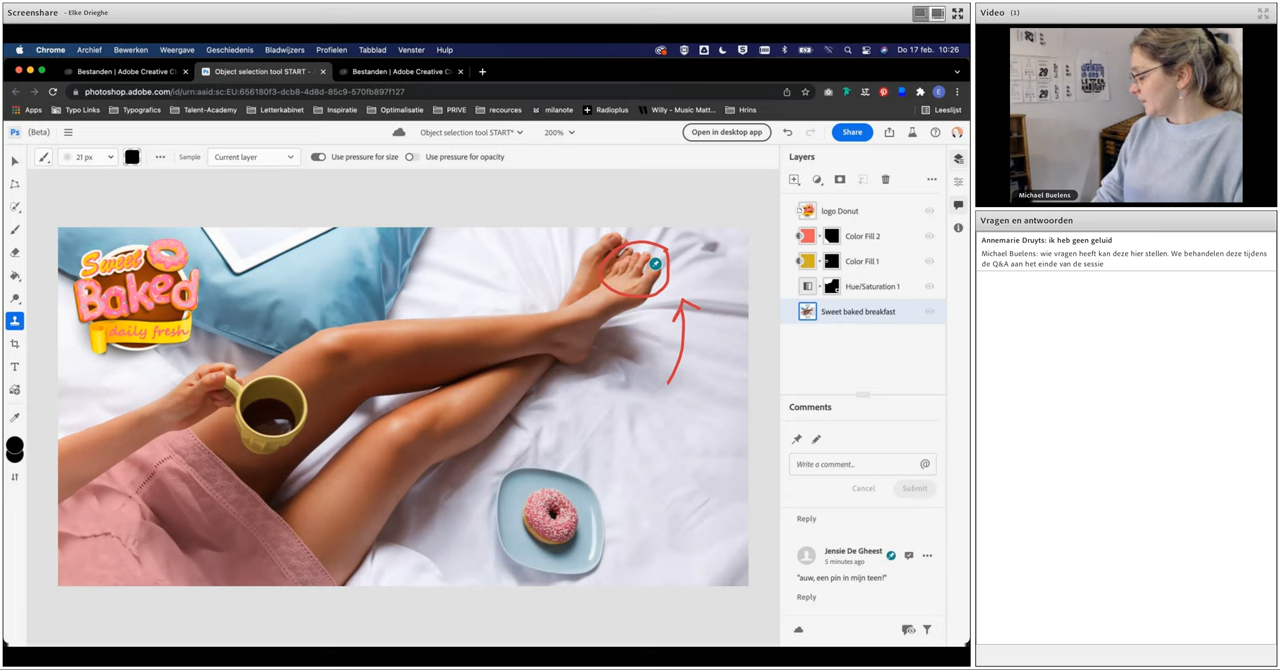 Screenshare - Elke Drieghe
Video (1)
Chrome Archief Bewerken Weergave Geschiedenis Bladwijzers Profielen Tabblad Venster Hulp Do 17 feb. 10:26
Bestanden | Adobe Creative Cl Object selection tool START - Bestanden | Adobe Creative Cl
photoshop.adobe.com/id/urn:aaid:sc:EU:656180f3-dcb8-4d8d-85c9-570fb897f127
Apps Typo Links Typografics Talent-Academy Letterkabinet Inspiratie Optimalisatie PRIVE recources milanote Radioplus Willy - Music Matt... Hrins Leeslijst
Ps (Beta) Object selection tool START* 200% Open in desktop app Share
21 px Sample Current layer Use pressure for size Use pressure for opacity
Layers
logo Donut
Color Fill 2
Color Fill 1
Hue/Saturation 1
Sweet baked breakfast
Sweet
Baked
daily fresh
Comments
Write a comment... @
Cancel Submit
Reply
Jensie De Gheest
5 minutes ago
"auw, een pin in mijn teen!"
Reply
Michael Buelens
Vragen en antwoorden
Annemarie Druyts: ik heb geen geluid
Michael Buelens: wie vragen heeft kan deze hier stellen. We behandelen deze tijdens
de Q&A aan het einde van de sessie